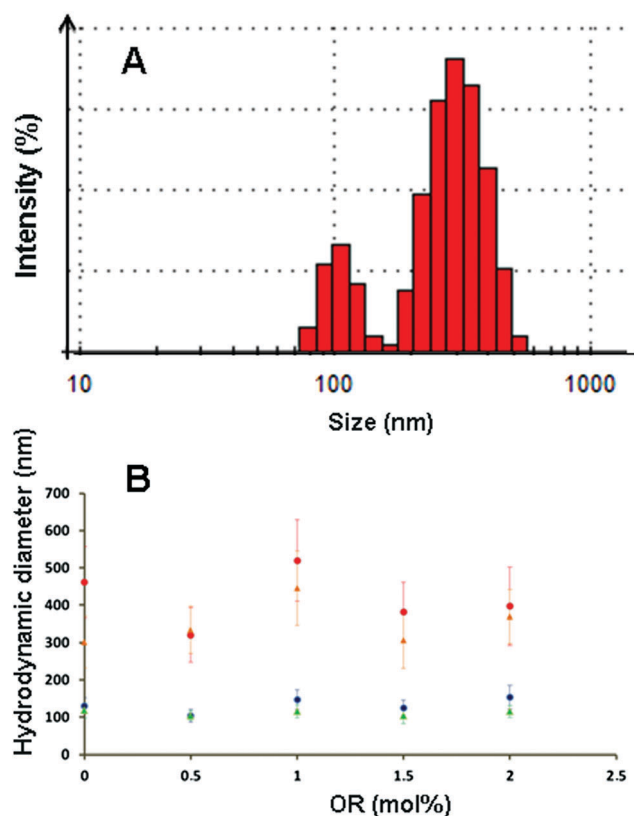 A
Intensity (%)
10 100 1000
Size (nm)
B
Hydrodynamic diameter (nm)
700
600
500
400
300
200
100
0
0 0.5 1 1.5 2 2.5
OR (mol%)